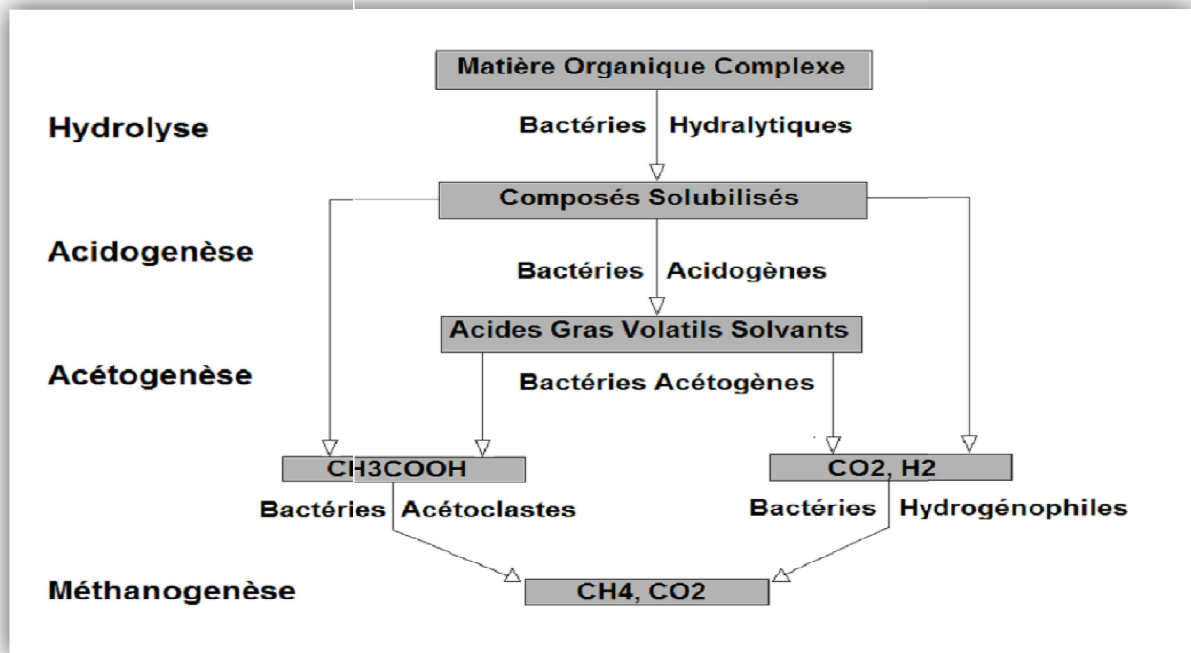 Matière Organique Complexe
Hydrolyse
Bactéries Hydralytiques
Composés Solubilisés
Acidogenèse
Bactéries Acidogènes
Acides Gras Volatils Solvants
Acétogenèse
Bactéries Acétogènes
CH3COOH
CO2, H2
Bactéries Acétoclastes
Bactéries Hydrogénophiles
Méthanogenèse
CH4, CO2